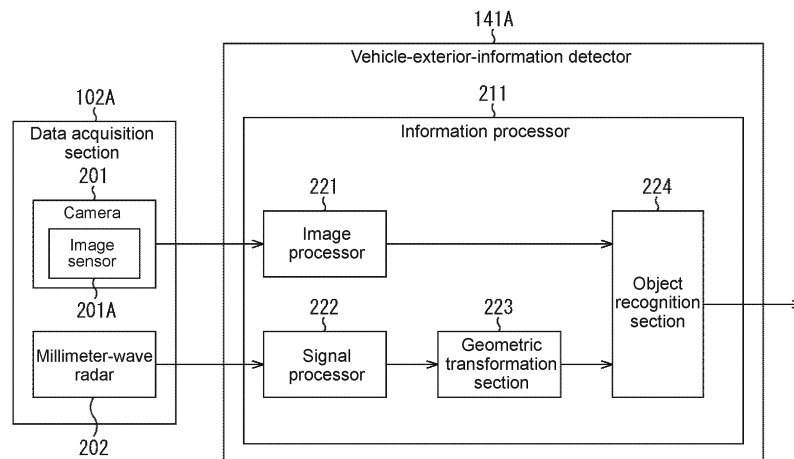 141A
Vehicle-exterior-information detector
102A
Data acquisition
section
211
Information processor
201
Camera
Image
sensor
201A
221
Image
processor
224
Object
recognition
section
Millimeter-wave
radar
202
222
Signal
processor
223
Geometric
transformation
section